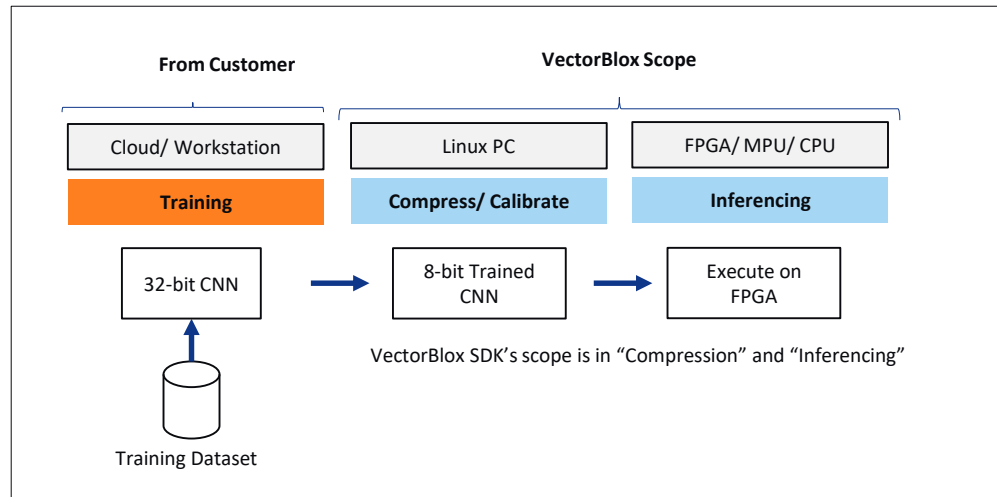 From Customer
VectorBlox Scope
Cloud/ Workstation
Linux PC
FPGA/ MPU/ CPU
Training
Compress/ Calibrate
Inferencing
32-bit CNN
8-bit Trained
CNN
Execute on
FPGA
VectorBlox SDK's scope is in “Compression” and “Inferencing”
Training Dataset